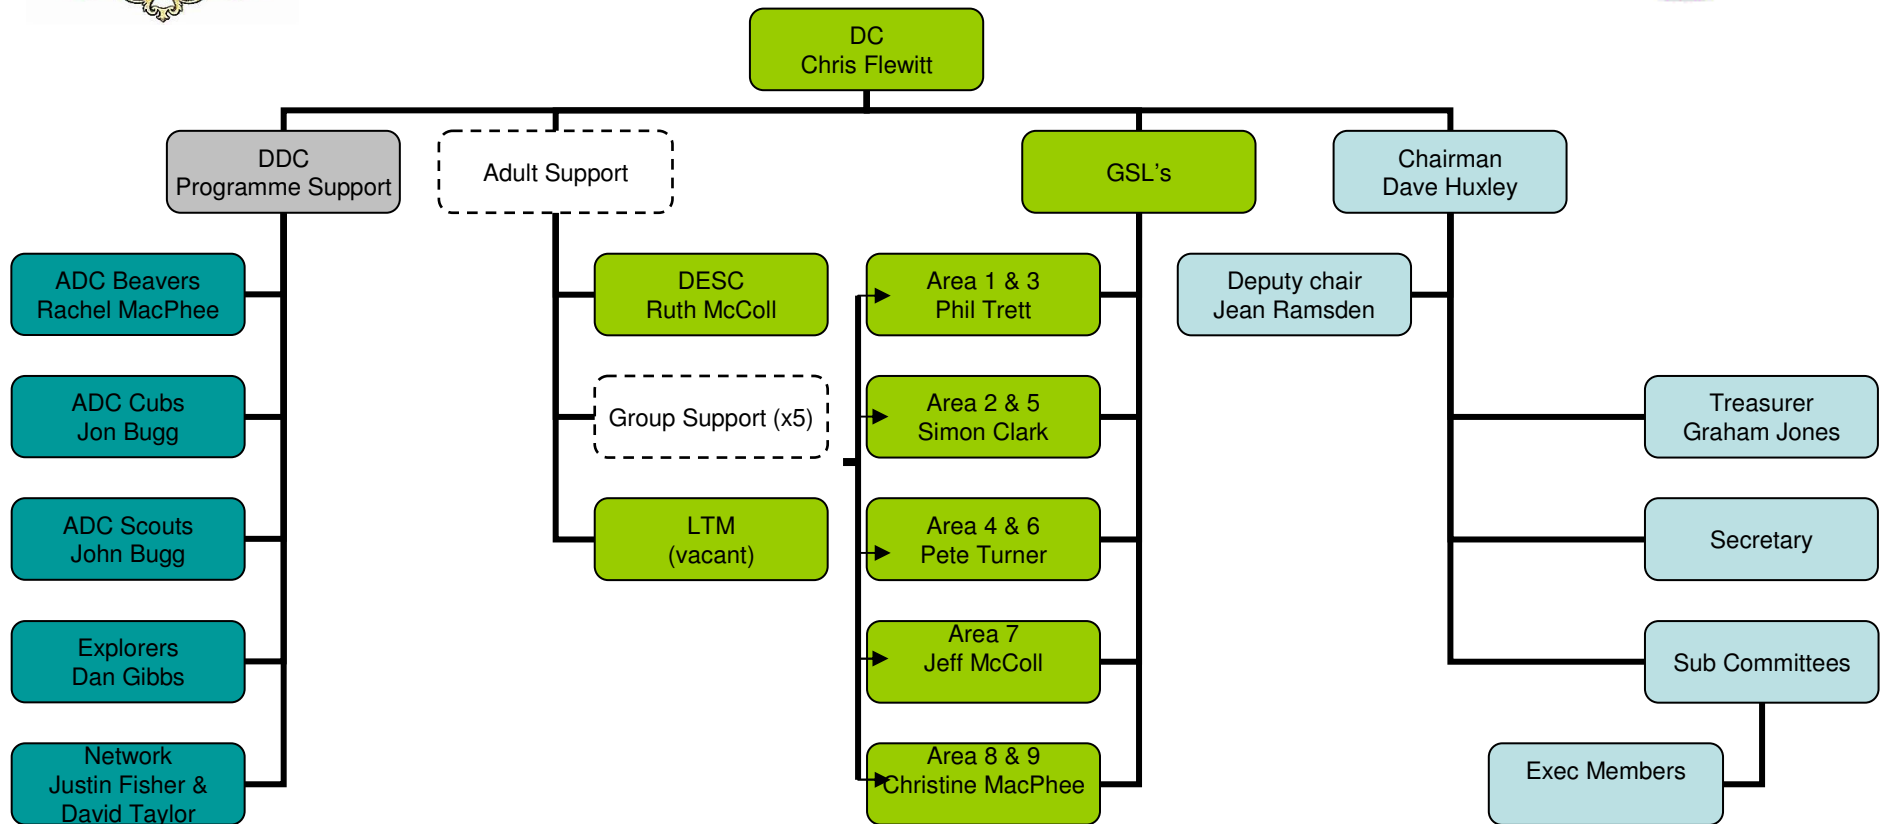 DC
Chris Flewitt
DDC
Programme Support
Adult Support
GSL's
Chairman
Dave Huxley
ADC Beavers
Rachel MacPhee
DESC
Ruth McColl
Area 1 & 3
Phil Trett
Deputy chair
Jean Ramsden
ADC Cubs
Jon Bugg
Group Support (x5)
Area 2 & 5
Simon Clark
Treasurer
Graham Jones
ADC Scouts
John Bugg
LTM
(vacant)
Area 4 & 6
Pete Turner
Secretary
Explorers
Dan Gibbs
Area 7
Jeff McColl
Sub Committees
Network
Justin Fisher &
David Taylor
Area 8 & 9
Christine MacPhee
Exec Members